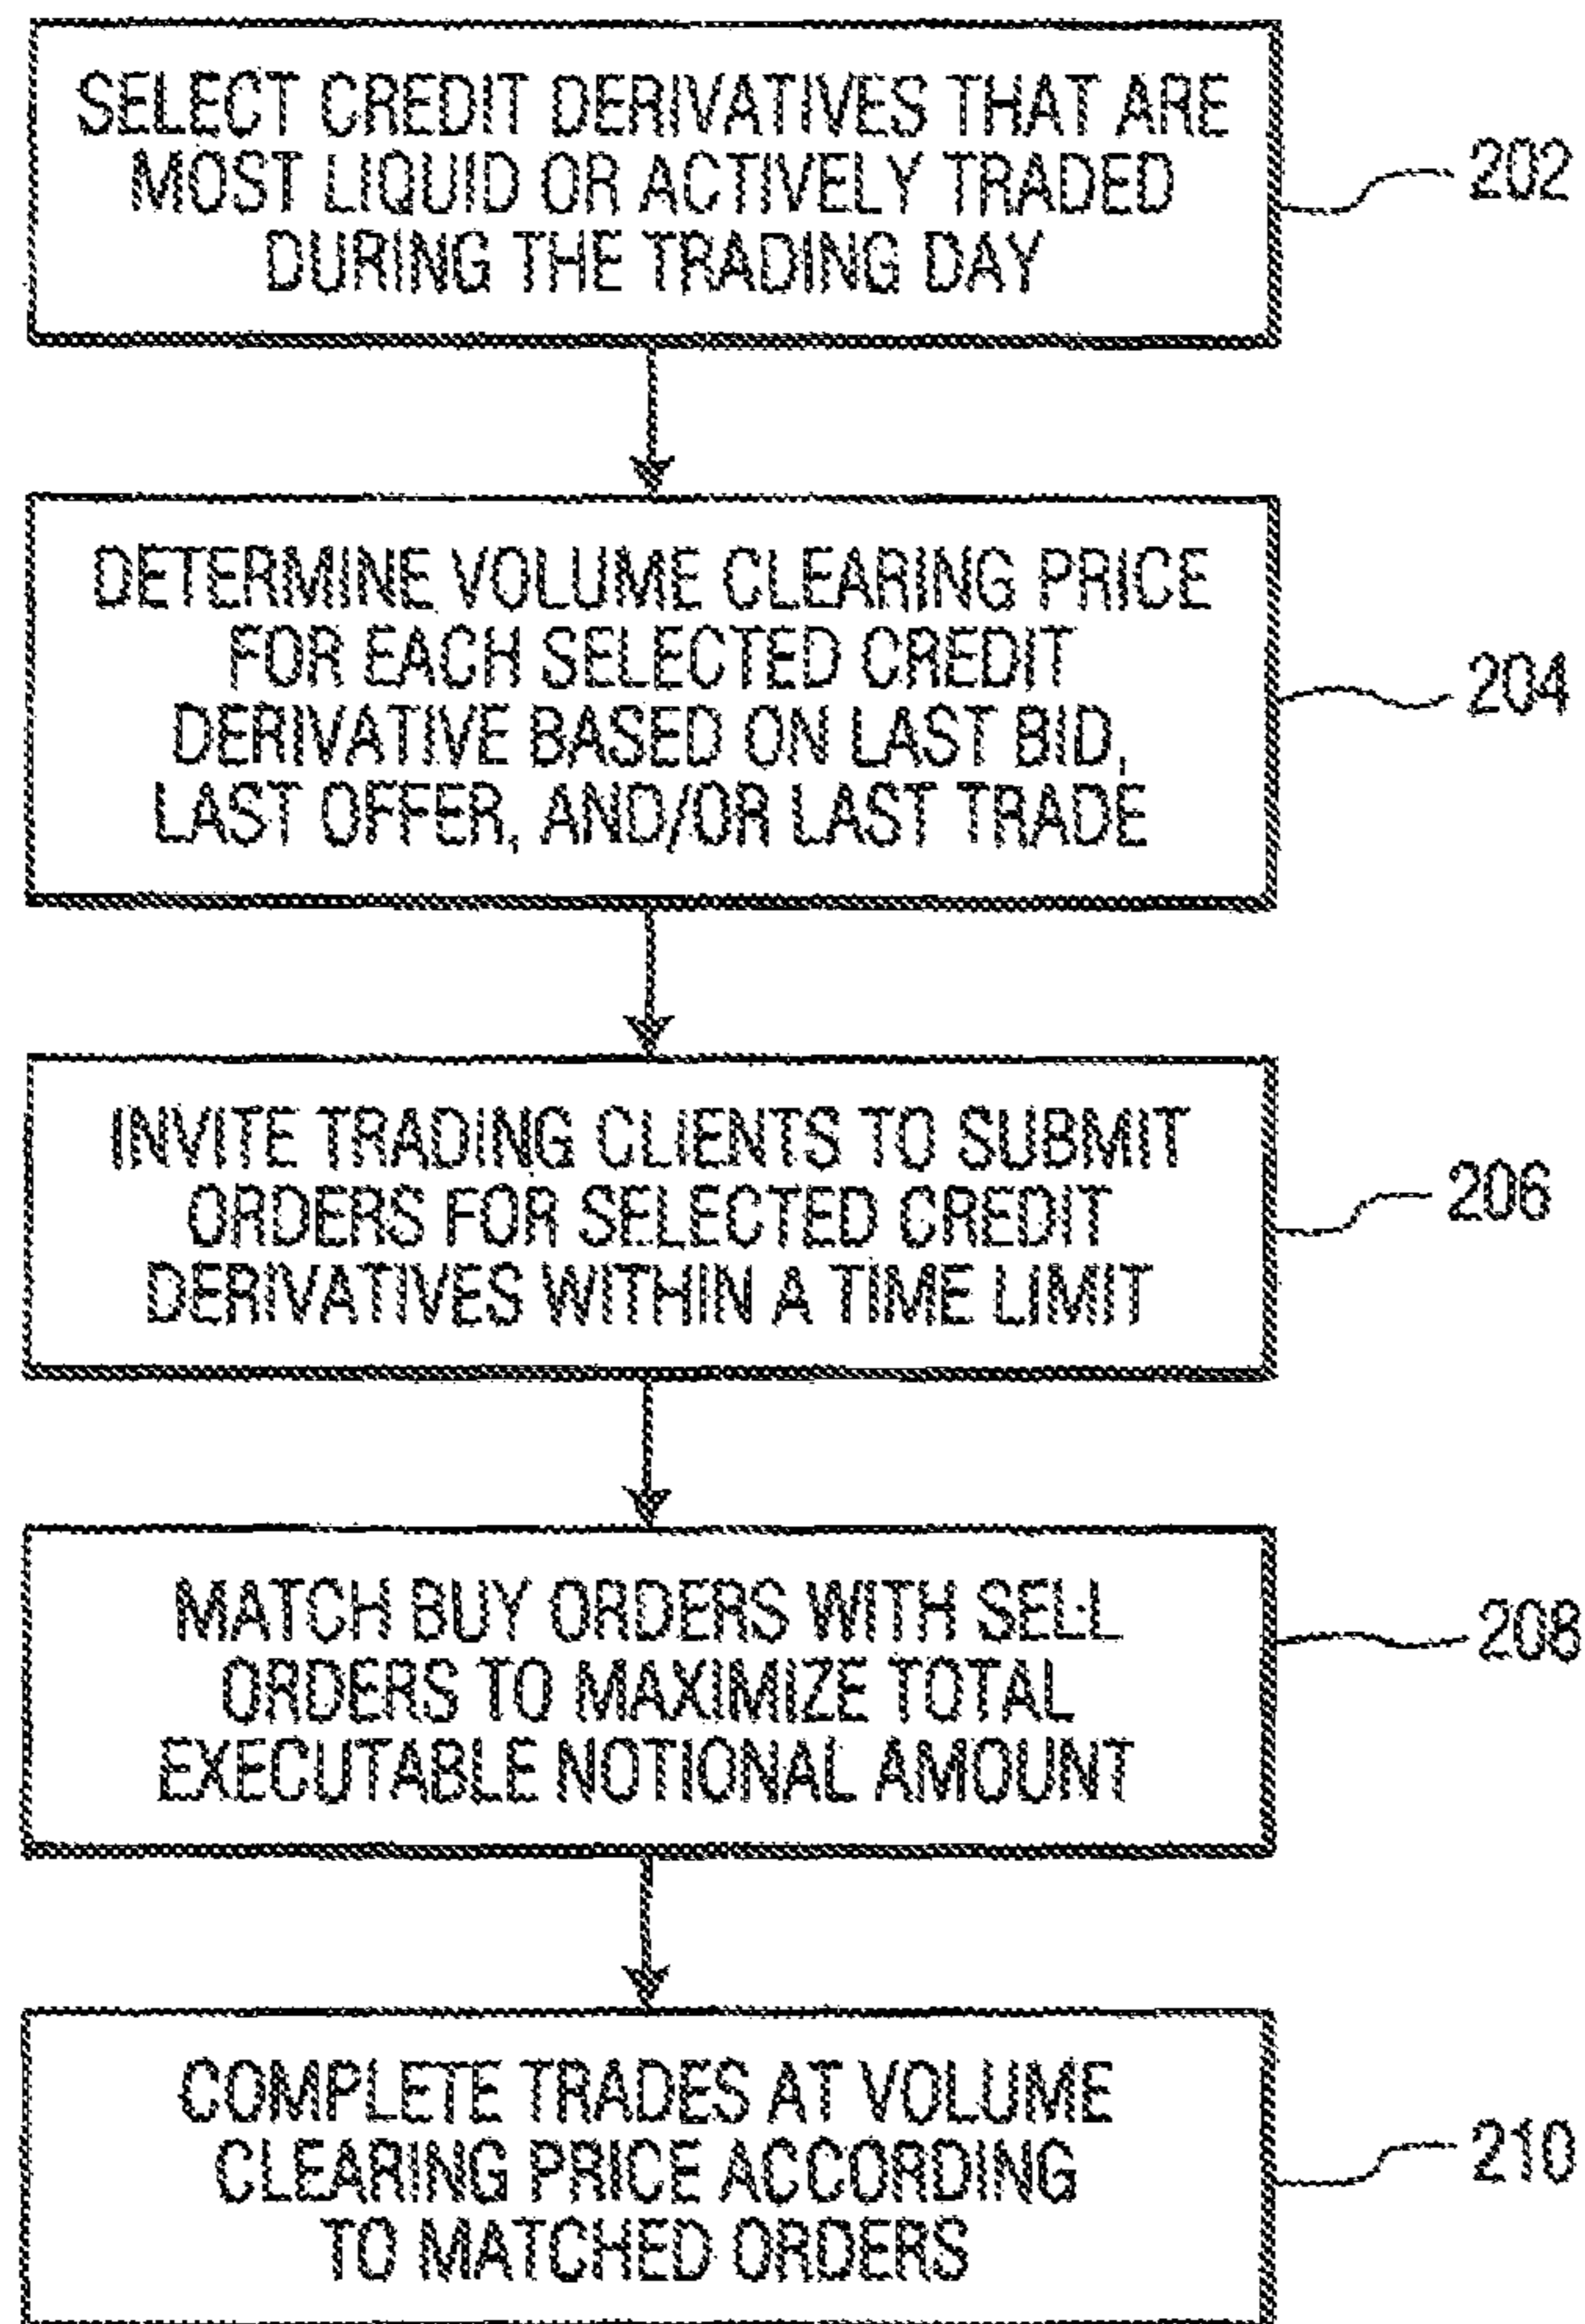 SELECT CREDIT DERIVATIVES THAT ARE
MOST LIQUID OR ACTIVELY TRADED
DURING THE TRADING DAY
202
DETERMINE VOLUME CLEARING PRICE
FOR EACH SELECTED CREDIT
DERIVATIVE BASED ON LAST BID,
LAST OFFER, AND/OR LAST TRADE
204
INVITE TRADING CLIENTS TO SUBMIT
ORDERS FOR SELECTED CREDIT
DERIVATIVES WITHIN A TIME LIMIT
206
MATCH BUY ORDERS WITH SELL
ORDERS TO MAXIMIZE TOTAL
EXECUTABLE NOTIONAL AMOUNT
208
COMPLETE TRADES AT VOLUME
CLEARING PRICE ACCORDING
TO MATCHED ORDERS
210